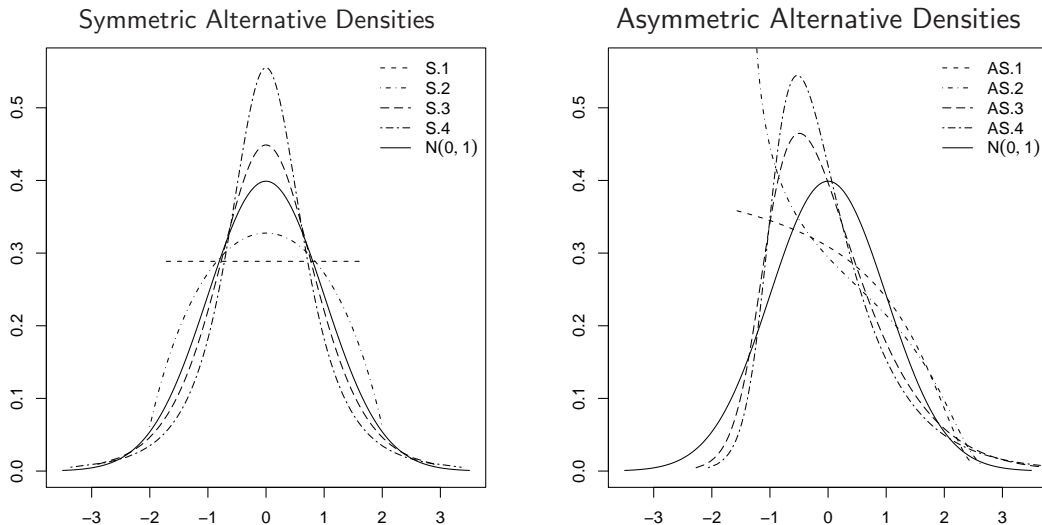 Symmetric Alternative Densities
S.1
S.2
S.3
S.4
N(0, 1)
0.5
0.4
0.3
0.2
0.1
0.0
−3 −2 −1 0 1 2 3
Asymmetric Alternative Densities
AS.1
AS.2
AS.3
AS.4
N(0, 1)
0.5
0.4
0.3
0.2
0.1
0.0
−3 −2 −1 0 1 2 3